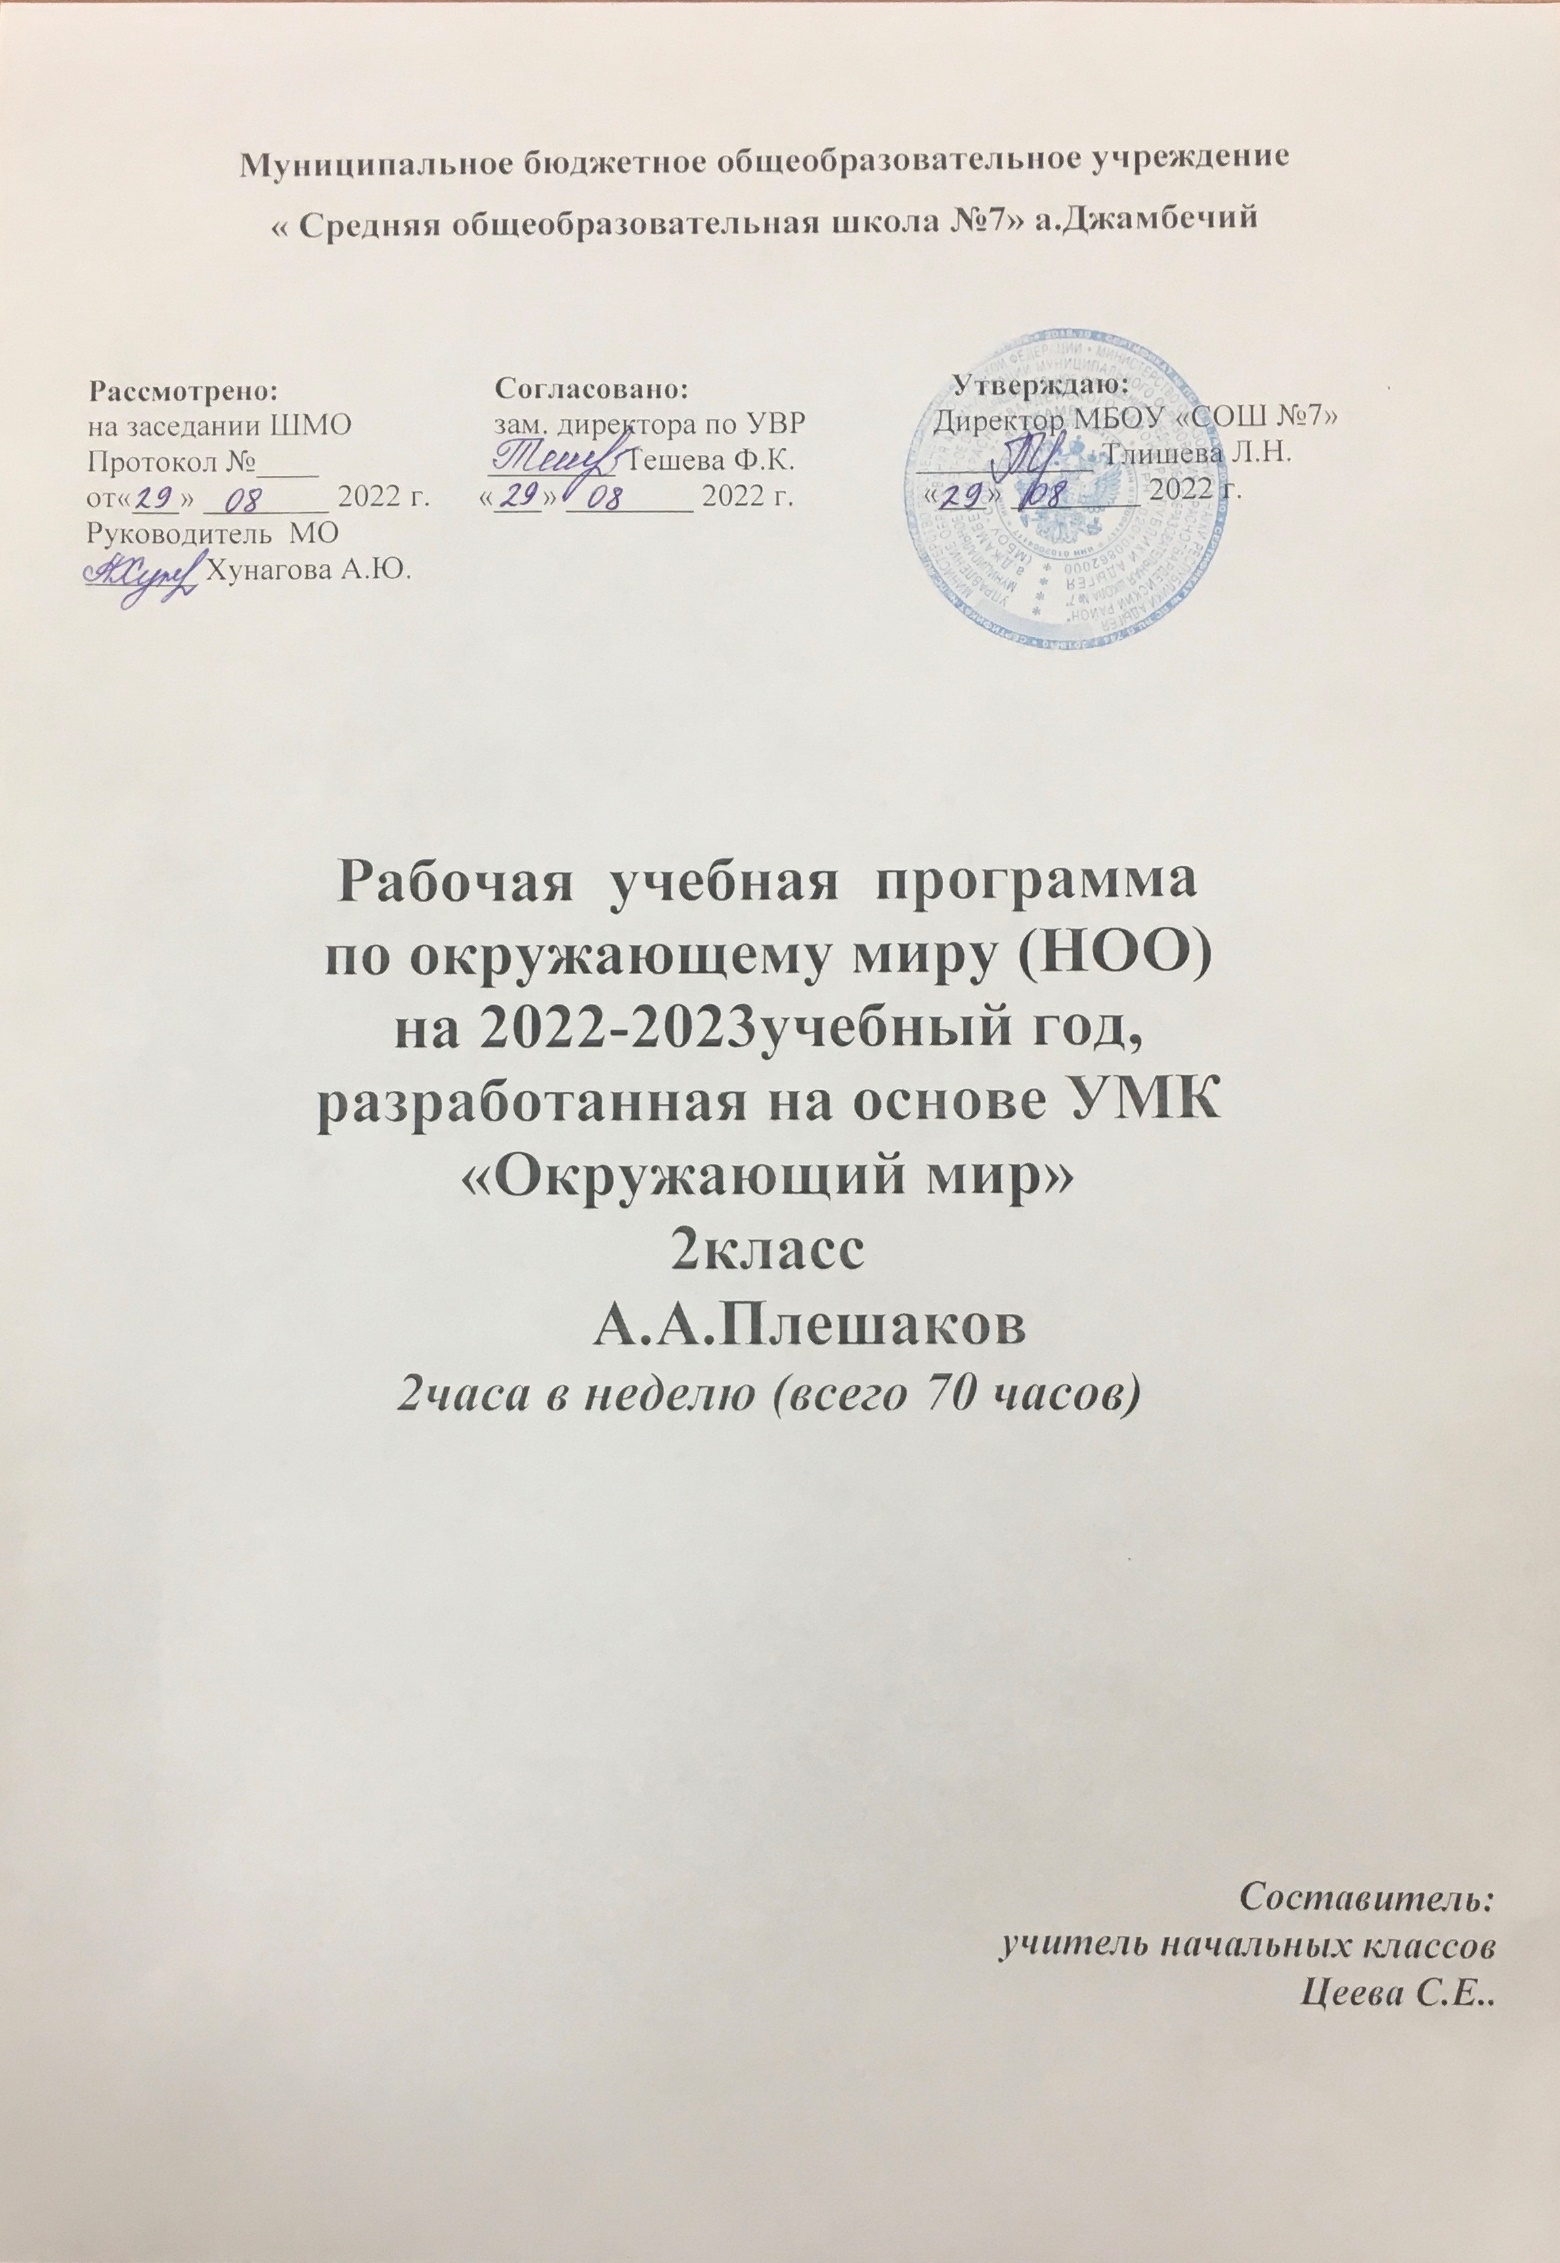 Муниципальное бюджетное общеобразовательное учреждение
« Средняя общеобразовательная школа №7» а.Джамбечий
Рассмотрено:
на заседании ШМО
Протокол №____
от«29» 08 2022 г.
Руководитель МО
Хунагова А.Ю.
Согласовано:
зам. директора по УВР
Тешева Ф.К.
«29» 08 2022 г.
Утверждаю:
Директор МБОУ «СОШ №7»
Тлишева Л.Н.
«29» 08 2022 г.
Рабочая учебная программа
по окружающему миру (НОО)
на 2022-2023учебный год,
разработанная на основе УМК
«Окружающий мир»
2класс
А.А.Плешаков
2часа в неделю (всего 70 часов)
Составитель:
учитель начальных классов
Цеева С.Е..